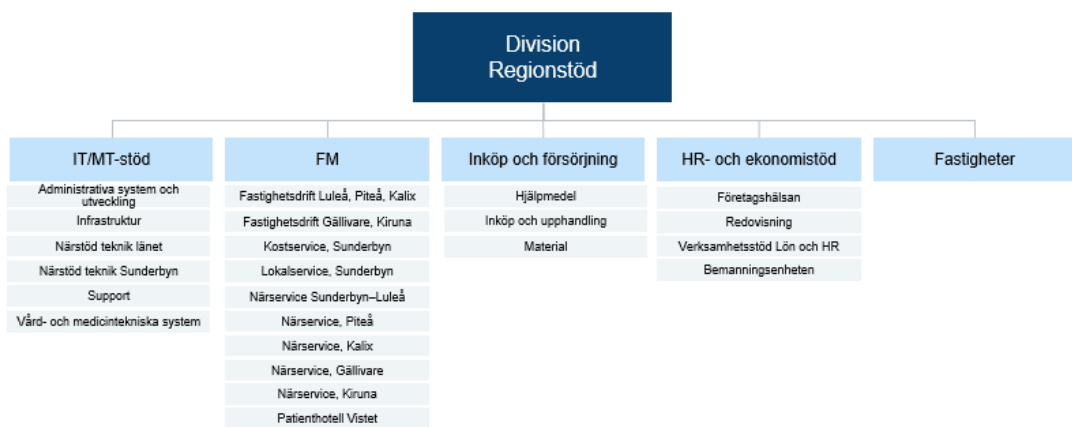 Division
Regionstöd
IT/MT-stöd
Administrativa system och
utveckling
Infrastruktur
Närstöd teknik länet
Närstöd teknik Sunderbyn
Support
Vård- och medicintekniska system
FM
Fastighetsdrift Luleå, Piteå, Kalix
Fastighetsdrift Gällivare, Kiruna
Kostservice, Sunderbyn
Lokalservice, Sunderbyn
Närservice Sunderbyn–Luleå
Närservice, Piteå
Närservice, Kalix
Närservice, Gällivare
Närservice, Kiruna
Patienthotell Vistet
Inköp och försörjning
Hjälpmedel
Inköp och upphandling
Material
HR- och ekonomistöd
Företagshälsan
Redovisning
Verksamhetsstöd Lön och HR
Bemanningsenheten
Fastigheter